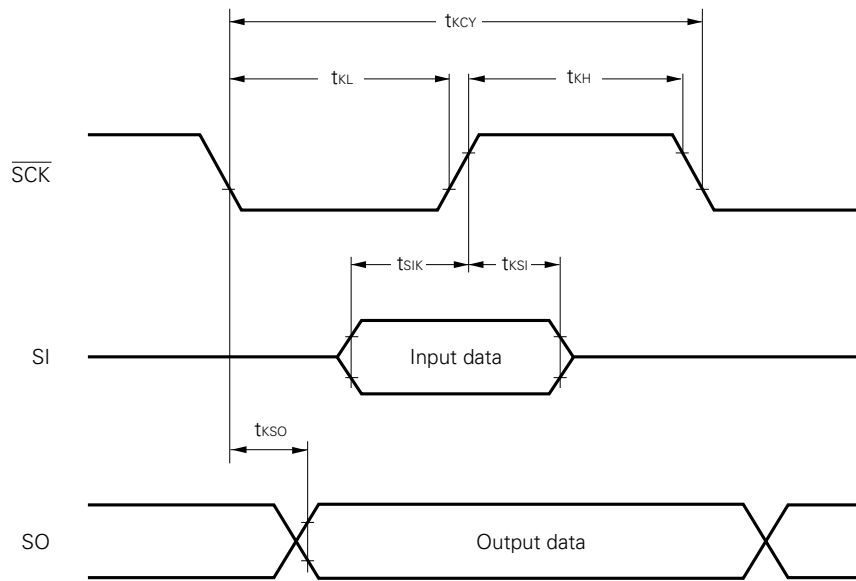 tKCY
tKL
tKH
SCK
tSIK
tKSI
SI
Input data
tKSO
SO
Output data